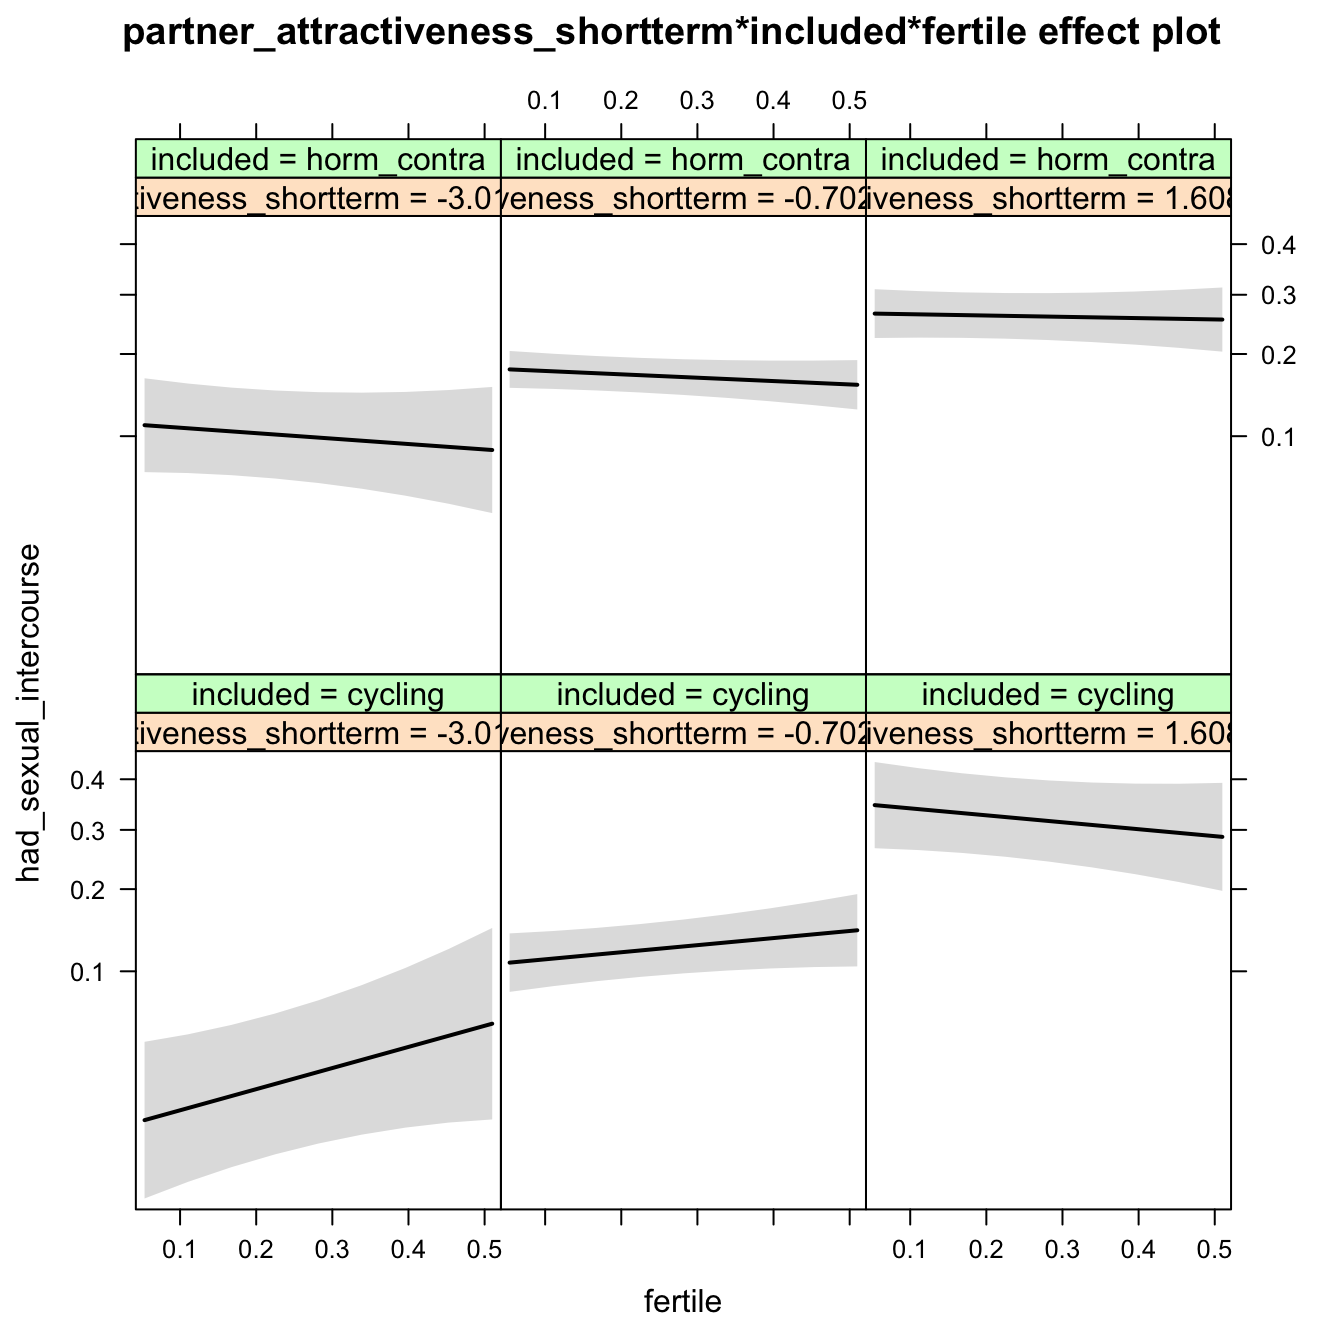 partner_attractiveness_shortterm*included*fertile effect plot
0.1 0.2 0.3 0.4 0.5
included = horm_contra included = horm_contra included = horm_contra
tiveness_shortterm = -3.01 veness_shortterm = -0.702 iveness_shortterm = 1.608
0.4
0.3
0.2
0.1
had_sexual_intercourse
included = cycling included = cycling included = cycling
tiveness_shortterm = -3.01 veness_shortterm = -0.702 iveness_shortterm = 1.608
0.4
0.3
0.2
0.1
0.1 0.2 0.3 0.4 0.5 0.1 0.2 0.3 0.4 0.5
fertile